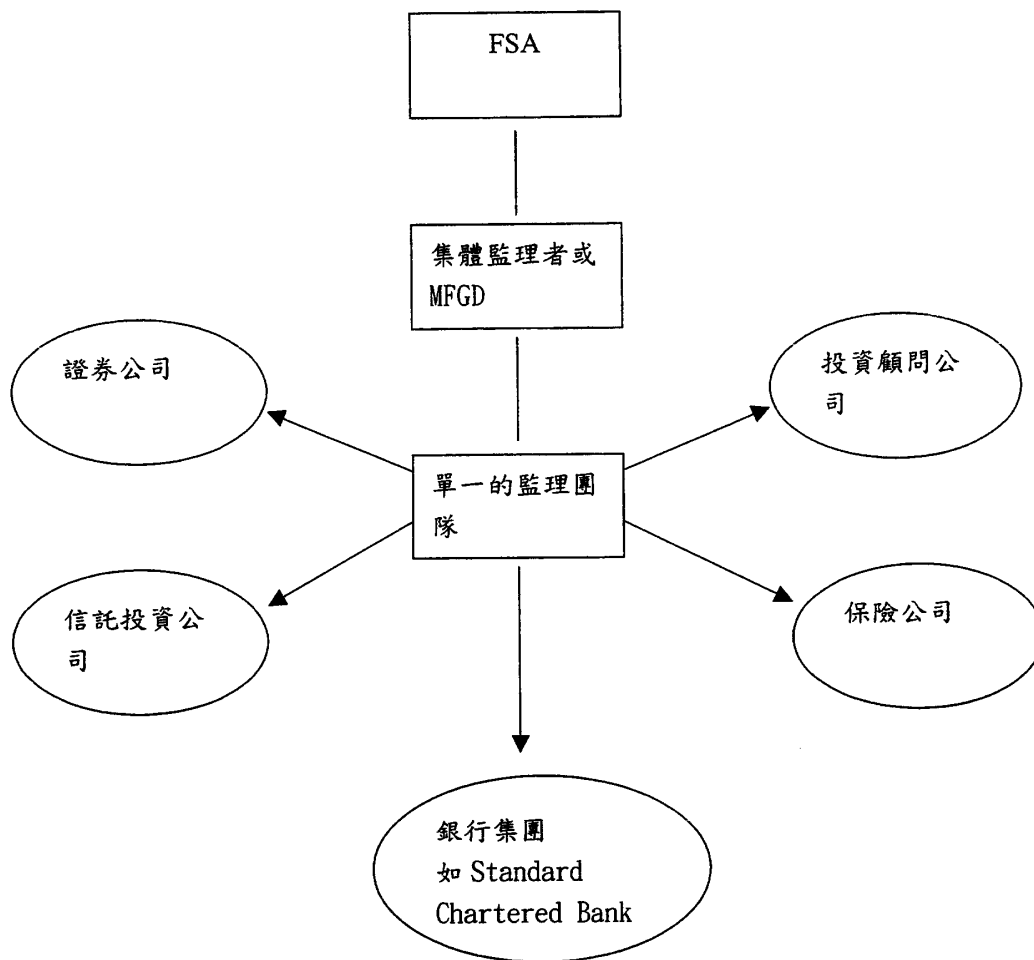 FSA
集體監理者或
MFGD
證券公司
投資顧問公
司
單一的監理團
隊
信託投資公
司
保險公司
銀行集團
如 Standard
Chartered Bank